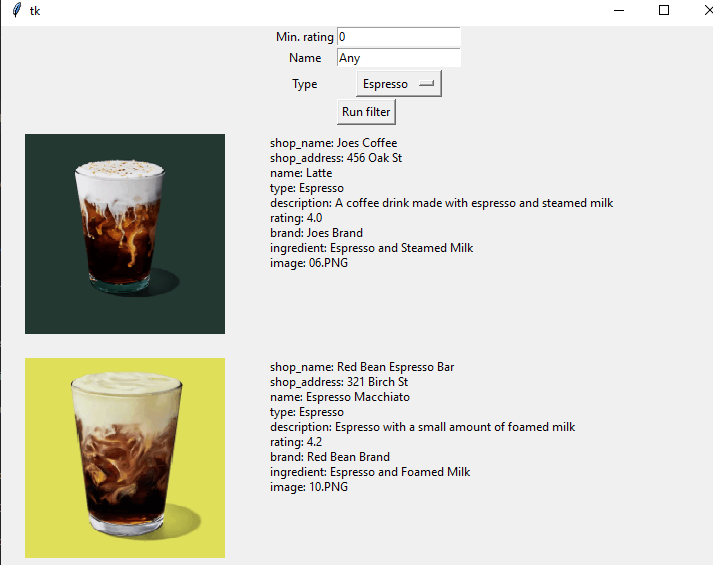 tk
Min. rating 0
Name Any
Type Espresso
Run filter
shop_name: Joes Coffee
shop_address: 456 Oak St
name: Latte
type: Espresso
description: A coffee drink made with espresso and steamed milk
rating: 4.0
brand: Joes Brand
ingredient: Espresso and Steamed Milk
image: 06.PNG
shop_name: Red Bean Espresso Bar
shop_address: 321 Birch St
name: Espresso Macchiato
type: Espresso
description: Espresso with a small amount of foamed milk
rating: 4.2
brand: Red Bean Brand
ingredient: Espresso and Foamed Milk
image: 10.PNG